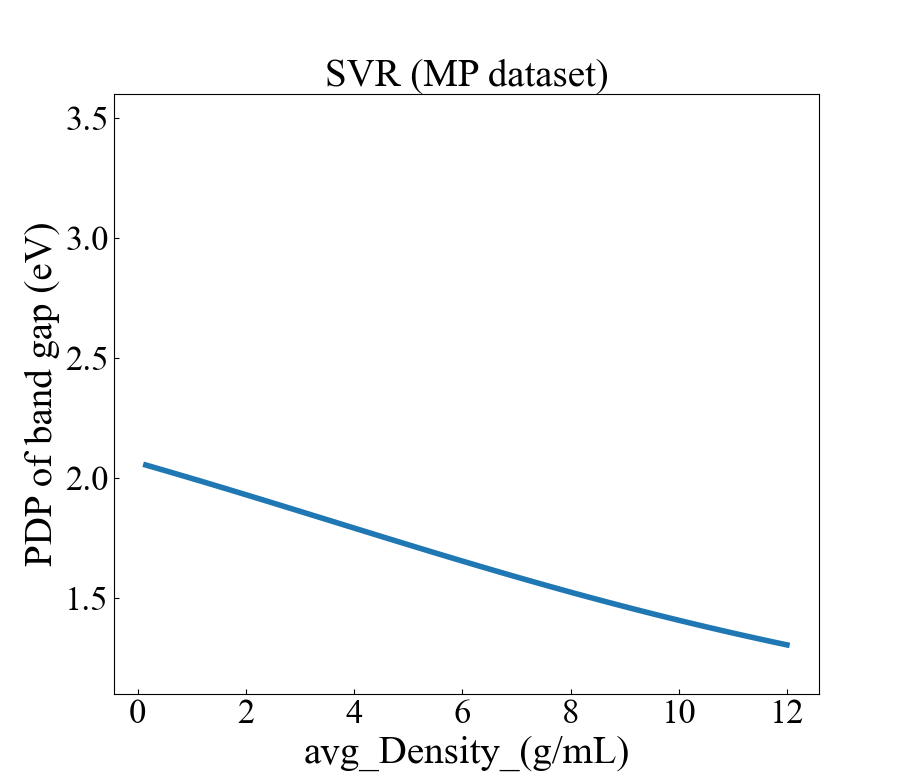 SVR (MP dataset)
PDP of band gap (eV)
3.5
3.0
2.5
2.0
1.5
0 2 4 6 8 10 12
avg_Density_(g/mL)